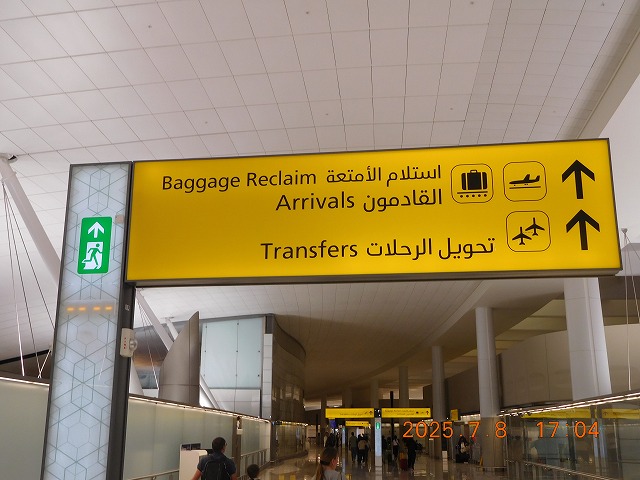 Baggage Reclaim استلام الأمتعة
Arrivals القادمون
Transfers تحويل الرحلات
2025 7 8 17 04